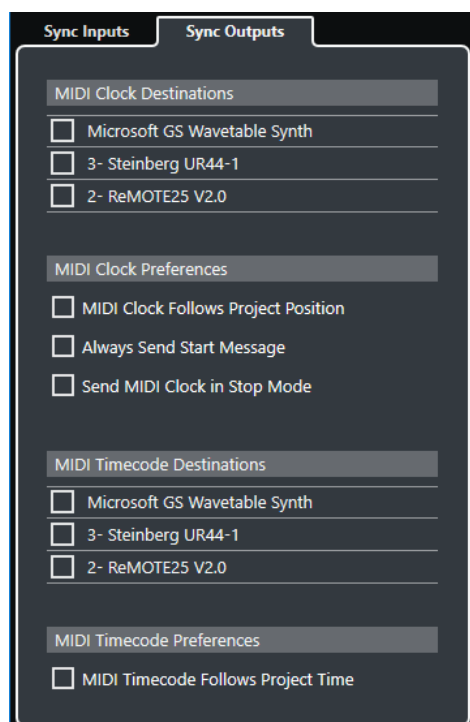 Sync Inputs Sync Outputs
MIDI Clock Destinations
Microsoft GS Wavetable Synth
3- Steinberg UR44-1
2- ReMOTE25 V2.0
MIDI Clock Preferences
MIDI Clock Follows Project Position
Always Send Start Message
Send MIDI Clock in Stop Mode
MIDI Timecode Destinations
Microsoft GS Wavetable Synth
3- Steinberg UR44-1
2- ReMOTE25 V2.0
MIDI Timecode Preferences
MIDI Timecode Follows Project Time